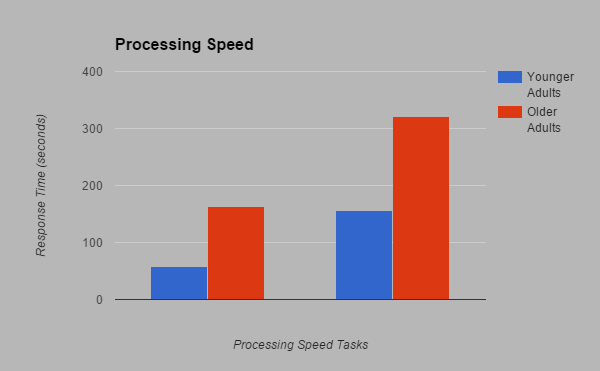 Processing Speed
400
300
200
100
0
Response Time (seconds)
Processing Speed Tasks
Younger
Adults
Older
Adults